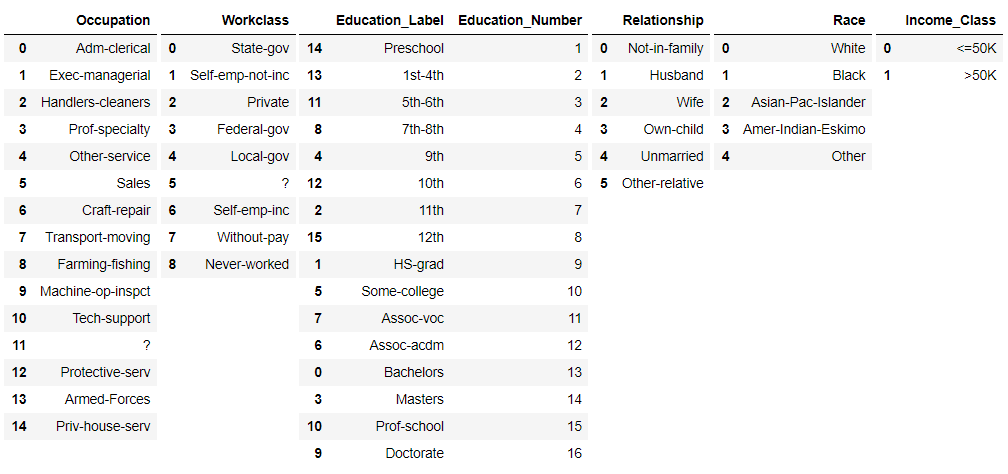 Occupation Workclass Education_Label Education_Number Relationship Race Income_Class
0 Adm-clerical 0 State-gov 14 Preschool 1 0 Not-in-family 0 White 0 <=50K
1 Exec-managerial 1 Self-emp-not-inc 13 1st-4th 2 1 Husband 1 Black 1 >50K
2 Handlers-cleaners 2 Private 11 5th-6th 3 2 Wife 2 Asian-Pac-Islander
3 Prof-specialty 3 Federal-gov 8 7th-8th 4 3 Own-child 3 Amer-Indian-Eskimo
4 Other-service 4 Local-gov 4 9th 5 4 Unmarried 4 Other
5 Sales 5 ? 12 10th 6 5 Other-relative
6 Craft-repair 6 Self-emp-inc 2 11th 7
7 Transport-moving 7 Without-pay 15 12th 8
8 Farming-fishing 8 Never-worked 1 HS-grad 9
9 Machine-op-inspct 5 Some-college 10
10 Tech-support 7 Assoc-voc 11
11 ? 6 Assoc-acdm 12
12 Protective-serv 0 Bachelors 13
13 Armed-Forces 3 Masters 14
14 Priv-house-serv 10 Prof-school 15
9 Doctorate 16